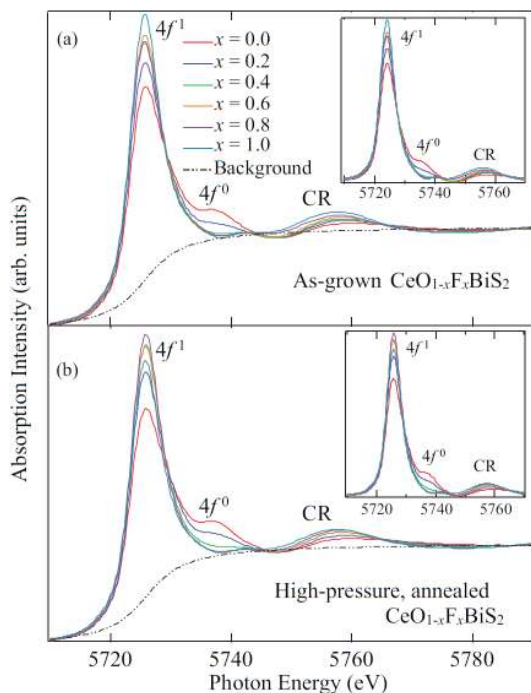 (a)
4f¹
x = 0.0
x = 0.2
x = 0.4
x = 0.6
x = 0.8
x = 1.0
Background
4f⁰
CR
As-grown CeO₁₋ₓFₓBiS₂
4f¹
4f⁰
CR
5720 5740 5760
(b)
4f¹
4f⁰
CR
High-pressure, annealed
CeO₁₋ₓFₓBiS₂
4f¹
4f⁰
CR
5720 5740 5760
Absorption Intensity (arb. units)
5720 5740 5760 5780
Photon Energy (eV)